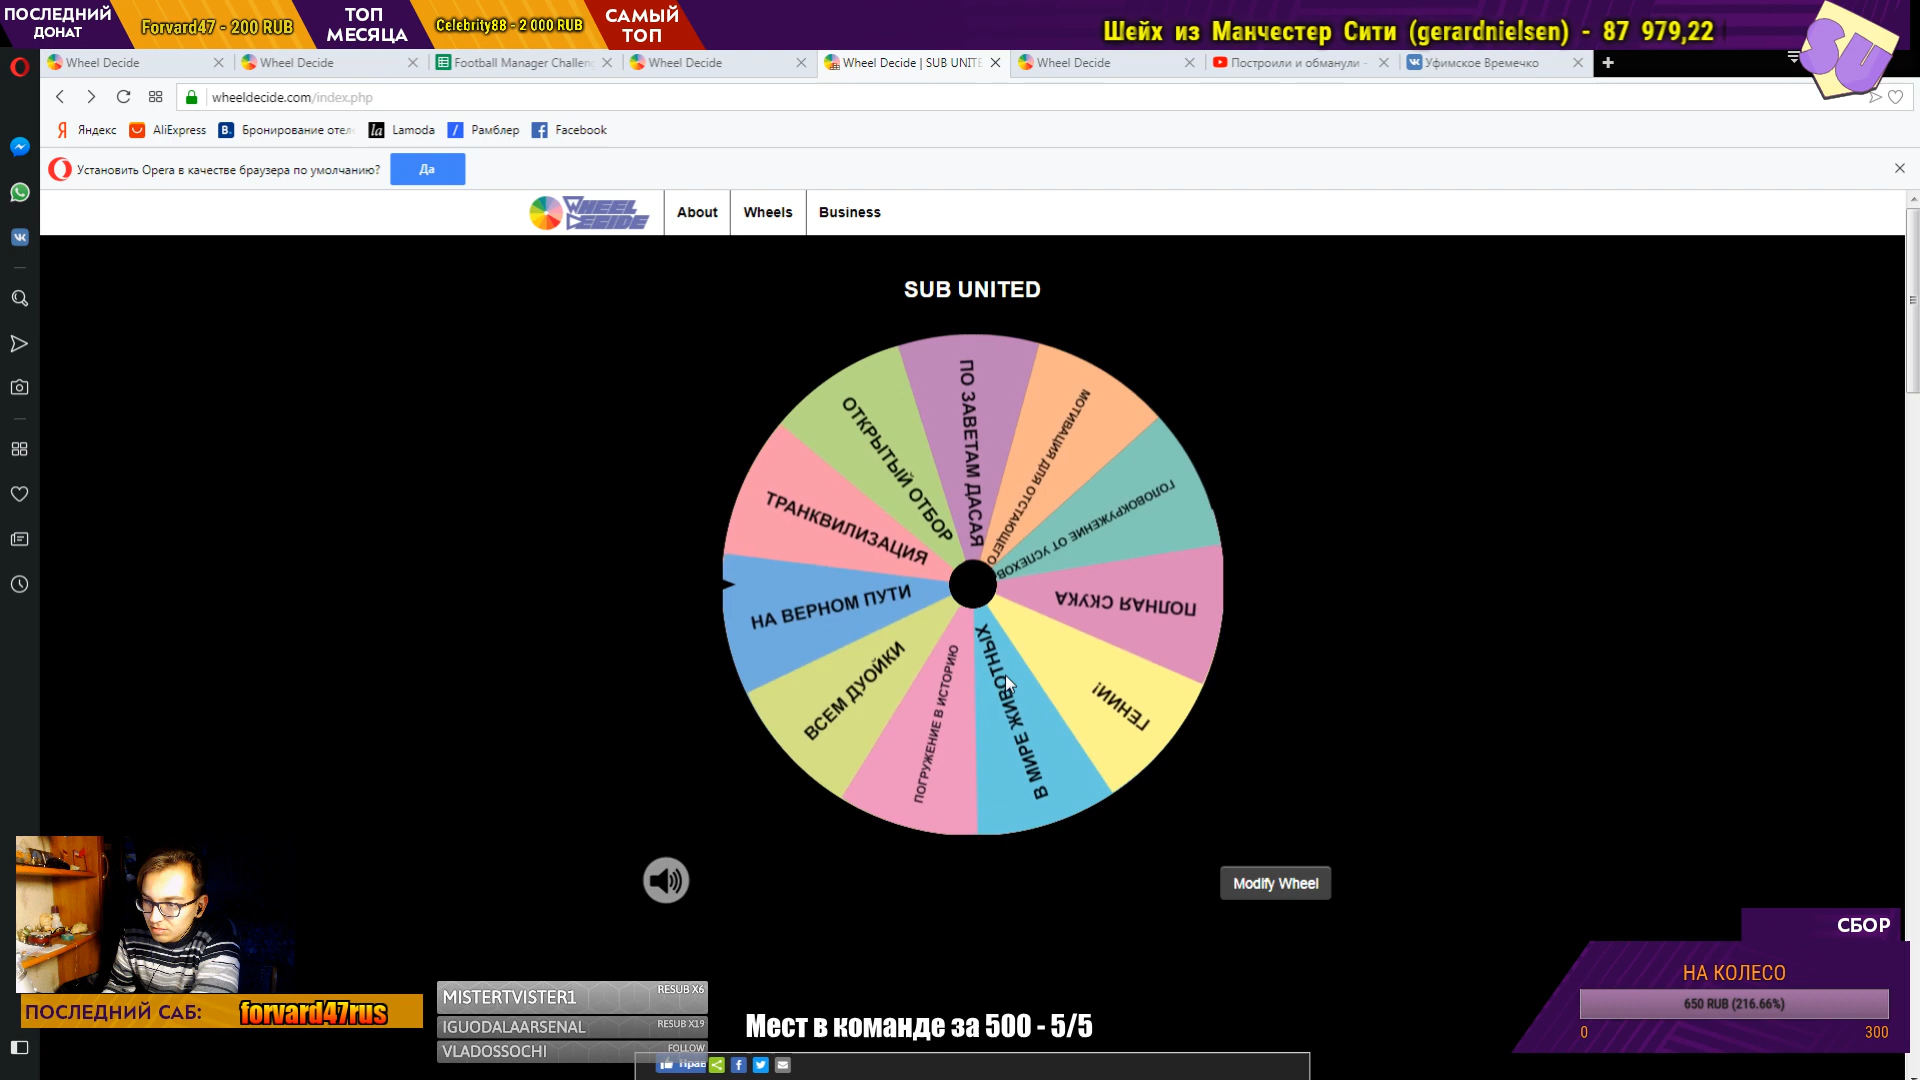 ПОСЛЕДНИЙ ДОНАТ
Forvard47 - 200 RUB
ТОП МЕСЯЦА
Celebrity88 - 2 000 RUB
САМЫЙ ТОП
Шейх из Манчестер Сити (gerardnielsen) - 87 979,22
SU
Wheel Decide
Wheel Decide
Football Manager Challen
Wheel Decide
Wheel Decide | SUB UNITE
Wheel Decide
Построили и обманули -
Уфимское Времечко
wheeldecide.com/index.php
Яндекс
AliExpress
Бронирование отел
Lamoda
Рамблер
Facebook
Установить Opera в качестве браузера по умолчанию?
Да
WHEEL DECIDE
About
Wheels
Business
SUB UNITED
ПО ЗАВЕТАМ ДАСАЯ
МОТИВАЦИЯ ДЛЯ ОТСТАЮЩЕГО
ГОЛОВОКРУЖЕНИЕ ОТ УСПЕХОВ
ПОЛНАЯ СКУКА
ГЕНИИ!
В МИРЕ ЖИВОТНЫХ
ПОГРУЖЕНИЕ В ИСТОРИЮ
ВСЕМ ДУОЙКИ
НА ВЕРНОМ ПУТИ
ТРАНКВИЛИЗАЦИЯ
ОТКРЫТЫЙ ОТБОР
Modify Wheel
СБОР
НА КОЛЕСО
650 RUB (216.66%)
0
300
ПОСЛЕДНИЙ САБ: forvard47rus
MISTERTVISTER1 RESUB X6
IGUODALAARSENAL RESUB X19
VLADOSSOCHI FOLLOW
Мест в команде за 500 - 5/5